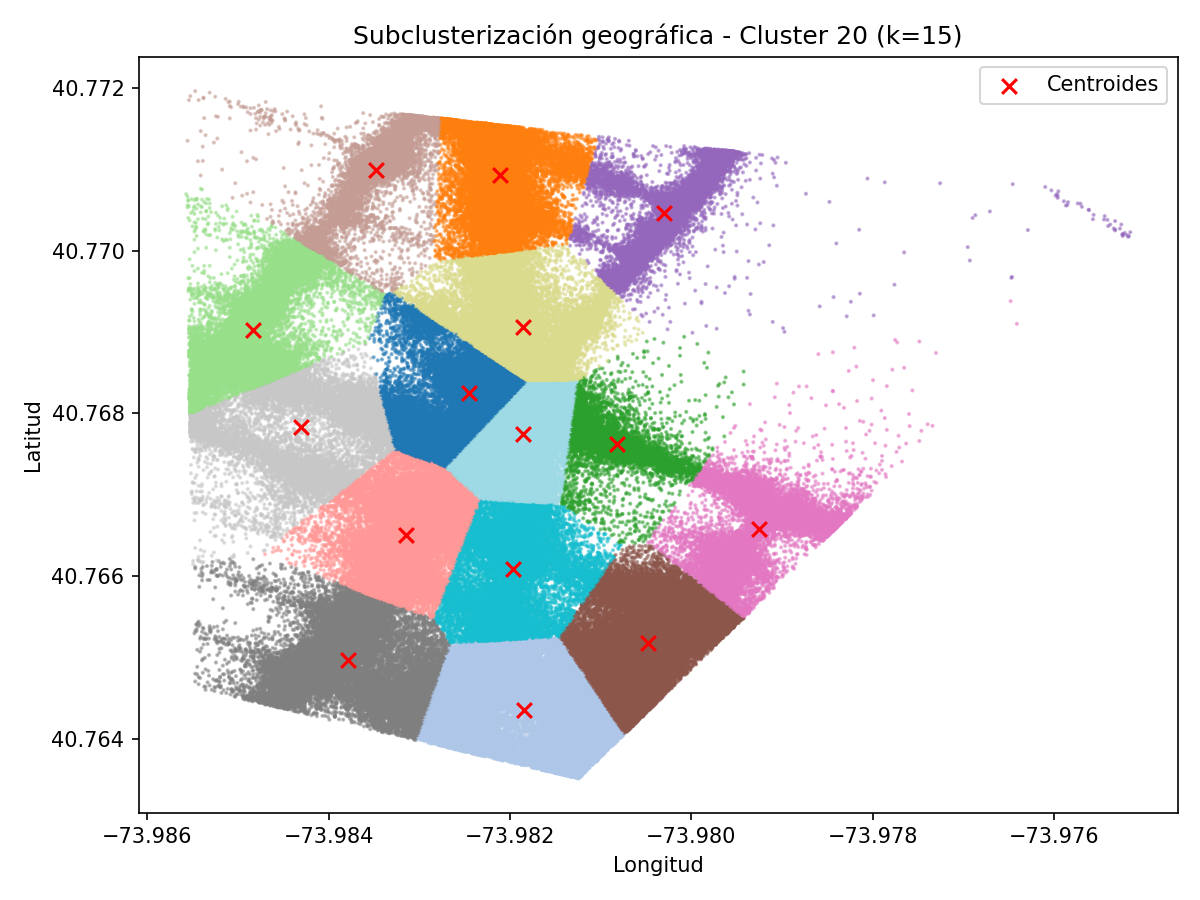 Subclusterización geográfica - Cluster 20 (k=15)
Centroides
40.772
40.770
40.768
40.766
40.764
Latitud
−73.986
−73.984
−73.982
−73.980
−73.978
−73.976
Longitud